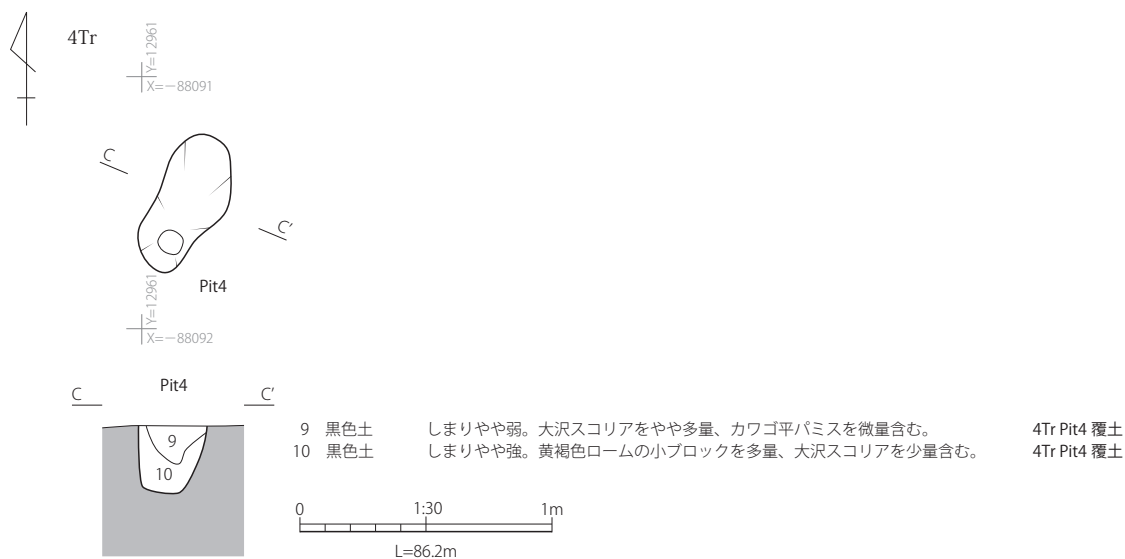 4Tr
Y=12961
X=−88091
C
C'
Pit4
Y=12961
X=−88092
Pit4
C
C'
9
10
9 黒色土 しまりやや弱。大沢スコリアをやや多量、カワゴ平パミスを微量含む。 4Tr Pit4 覆土
10 黒色土 しまりやや強。黄褐色ロームの小ブロックを多量、大沢スコリアを少量含む。 4Tr Pit4 覆土
0 1:30 1m
L=86.2m